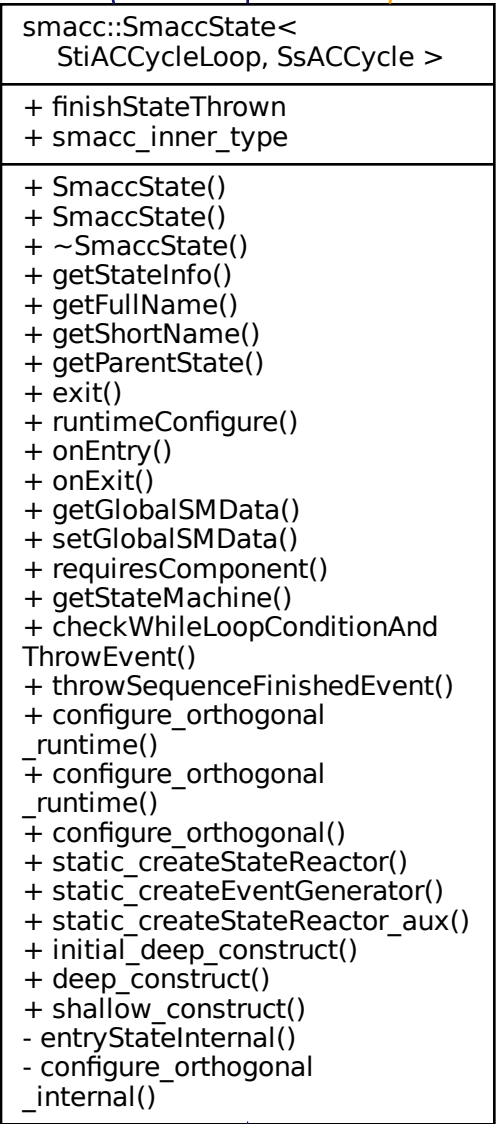 smacc::SmaccState<
StiACCycleLoop, SsACCycle >
+ finishStateThrown
+ smacc_inner_type
+ SmaccState()
+ SmaccState()
+ ~SmaccState()
+ getStateInfo()
+ getFullName()
+ getShortName()
+ getParentState()
+ exit()
+ runtimeConfigure()
+ onEntry()
+ onExit()
+ getGlobalSMData()
+ setGlobalSMData()
+ requiresComponent()
+ getStateMachine()
+ checkWhileLoopConditionAnd
ThrowEvent()
+ throwSequenceFinishedEvent()
+ configure_orthogonal
_runtime()
+ configure_orthogonal
_runtime()
+ configure_orthogonal()
+ static_createStateReactor()
+ static_createEventGenerator()
+ static_createStateReactor_aux()
+ initial_deep_construct()
+ deep_construct()
+ shallow_construct()
- entryStateInternal()
- configure_orthogonal
_internal()